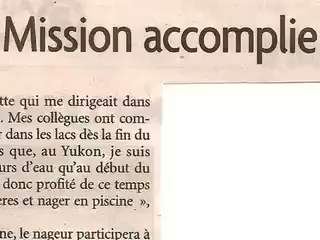 Mission accomplie
tte qui me dirigeait dans
. Mes collègues ont com-
r dans les lacs dès la fin du
s que, au Yukon, je suis
urs d'eau qu'au début du
donc profité de ce temps
ères et nager en piscine »,
ne, le nageur participera à